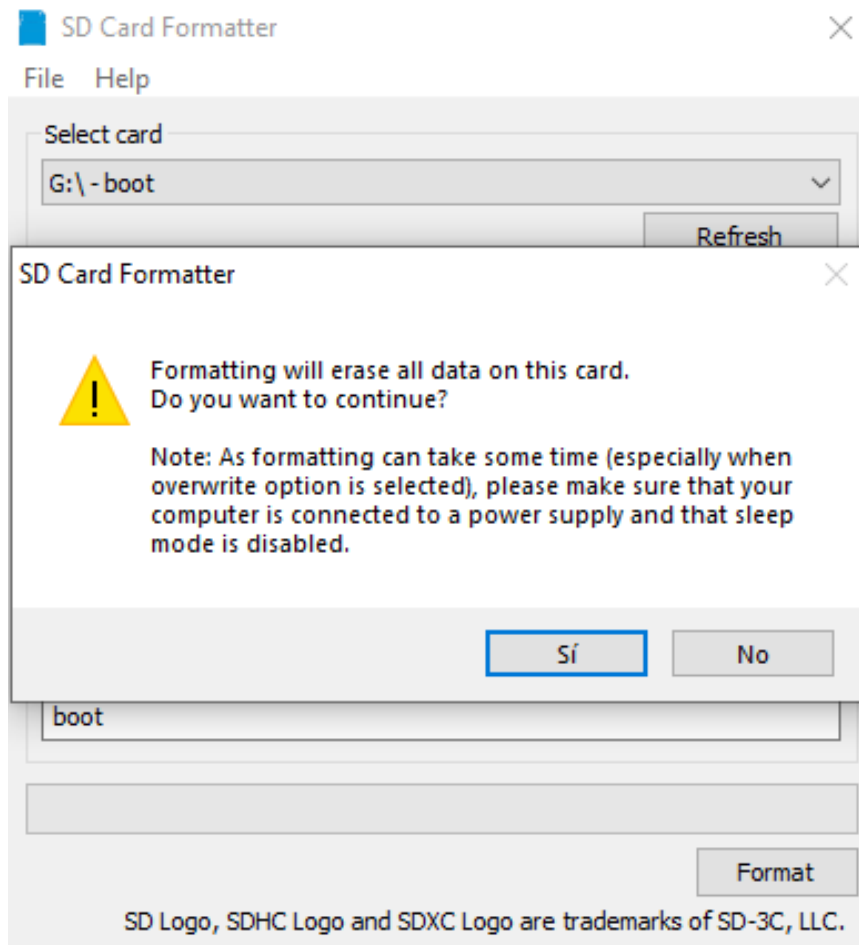 SD Card Formatter
File Help
Select card
G:\ - boot
Refresh
SD Card Formatter
Formatting will erase all data on this card.
Do you want to continue?
Note: As formatting can take some time (especially when
overwrite option is selected), please make sure that your
computer is connected to a power supply and that sleep
mode is disabled.
Sí No
boot
Format
SD Logo, SDHC Logo and SDXC Logo are trademarks of SD-3C, LLC.